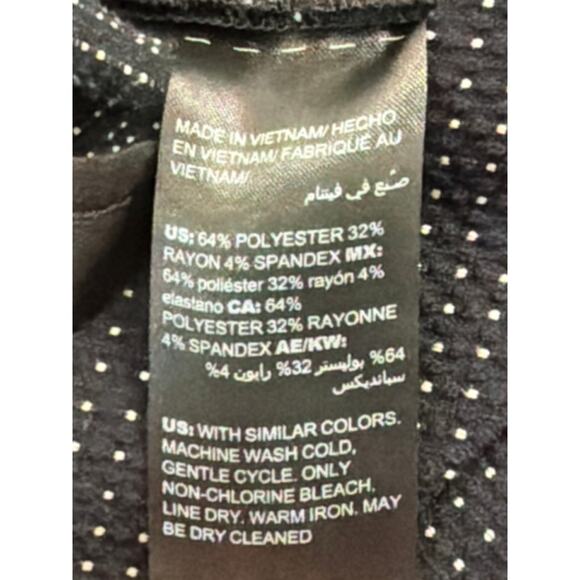 MADE IN VIETNAM/ HECHO
EN VIETNAM/ FABRIQUÉ AU
VIETNAM/
صنع في فيتنام
US: 64% POLYESTER 32%
RAYON 4% SPANDEX MX:
64% poliéster 32% rayón 4%
elastano CA: 64%
POLYESTER 32% RAYONNE
4% SPANDEX AE/KW:
64% بوليستر 32% رايون 4%
سبانديكس
US: WITH SIMILAR COLORS.
MACHINE WASH COLD,
GENTLE CYCLE. ONLY
NON-CHLORINE BLEACH.
LINE DRY. WARM IRON. MAY
BE DRY CLEANED